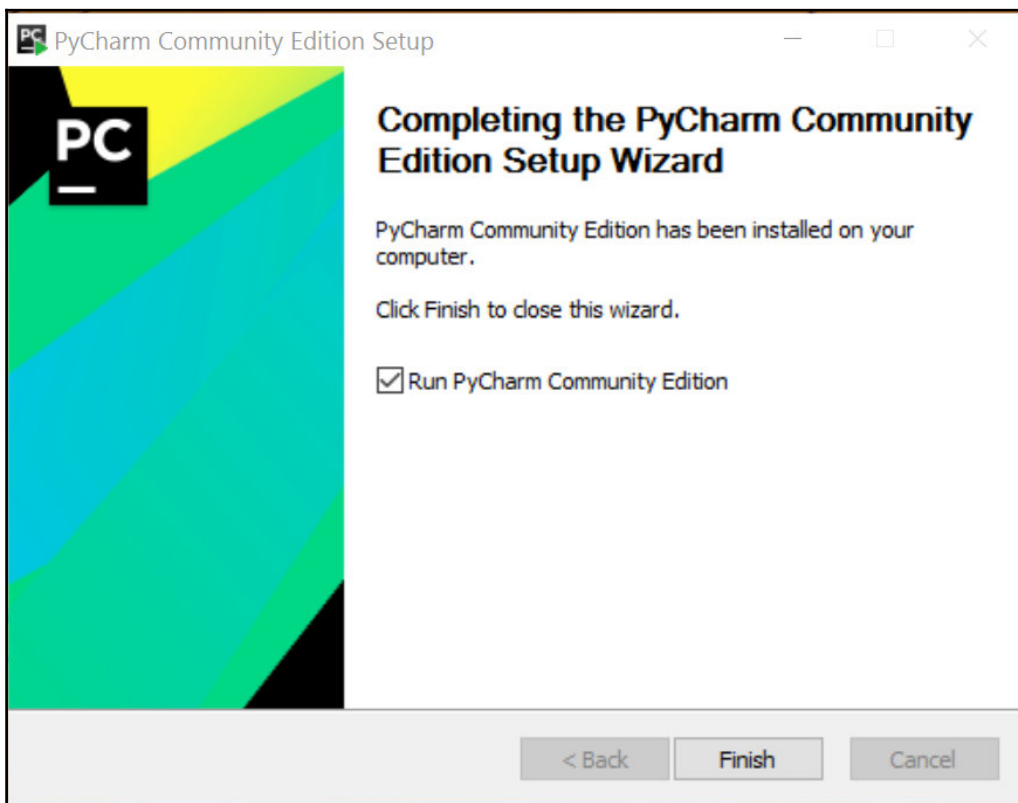 PyCharm Community Edition Setup
PC
Completing the PyCharm Community
Edition Setup Wizard
PyCharm Community Edition has been installed on your
computer.
Click Finish to close this wizard.
Run PyCharm Community Edition
< Back Finish Cancel